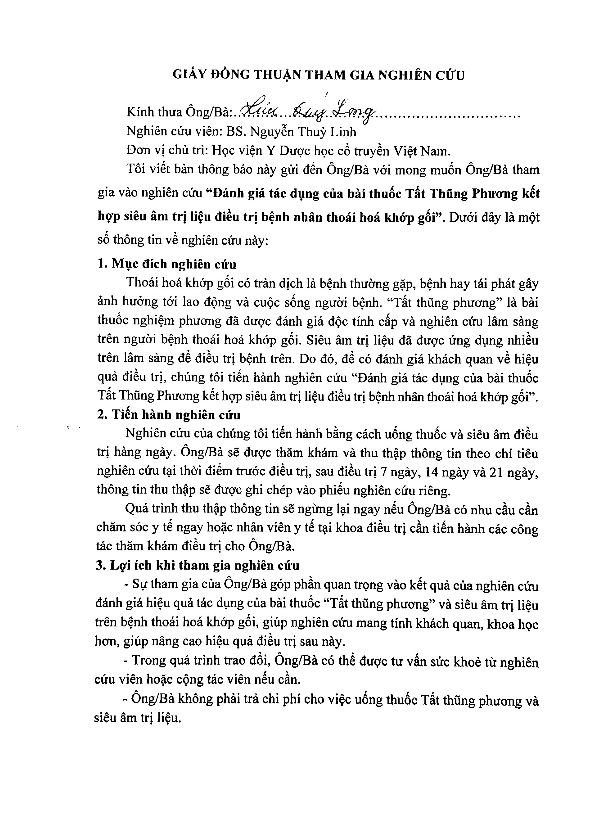 GIẤY ĐỒNG THUẬN THAM GIA NGHIÊN CỨU
Kính thưa Ông/Bà:
Nghiên cứu viên: BS. Nguyễn Thuỳ Linh
Đơn vị chủ trì: Học viện Y Dược học cổ truyền Việt Nam.
Tôi viết bản thông báo này gửi đến Ông/Bà với mong muốn Ông/Bà tham
gia vào nghiên cứu “Đánh giá tác dụng của bài thuốc Tất Thũng Phương kết
hợp siêu âm trị liệu điều trị bệnh nhân thoái hoá khớp gối”. Dưới đây là một
số thông tin về nghiên cứu này:
1. Mục đích nghiên cứu
Thoái hoá khớp gối có tràn dịch là bệnh thường gặp, bệnh hay tái phát gây
ảnh hưởng tới lao động và cuộc sống người bệnh. “Tất thũng phương” là bài
thuốc nghiệm phương đã được đánh giá độc tính cấp và nghiên cứu lâm sàng
trên người bệnh thoái hoá khớp gối. Siêu âm trị liệu đã được ứng dụng nhiều
trên lâm sàng để điều trị bệnh trên. Do đó, để có đánh giá khách quan về hiệu
quả điều trị, chúng tôi tiến hành nghiên cứu “Đánh giá tác dụng của bài thuốc
Tất Thũng Phương kết hợp siêu âm trị liệu điều trị bệnh nhân thoái hoá khớp gối”.
2. Tiến hành nghiên cứu
Nghiên cứu của chúng tôi tiến hành bằng cách uống thuốc và siêu âm điều
trị hàng ngày. Ông/Bà sẽ được thăm khám và thu thập thông tin theo chỉ tiêu
nghiên cứu tại thời điểm trước điều trị, sau điều trị 7 ngày, 14 ngày và 21 ngày,
thông tin thu thập sẽ được ghi chép vào phiếu nghiên cứu riêng.
Quá trình thu thập thông tin sẽ ngừng lại ngay nếu Ông/Bà có nhu cầu cần
chăm sóc y tế ngay hoặc nhân viên y tế tại khoa điều trị cần tiến hành các công
tác thăm khám điều trị cho Ông/Bà.
3. Lợi ích khi tham gia nghiên cứu
- Sự tham gia của Ông/Bà góp phần quan trọng vào kết quả của nghiên cứu
đánh giá hiệu quả tác dụng của bài thuốc “Tất thũng phương” và siêu âm trị liệu
trên bệnh thoái hoá khớp gối, giúp nghiên cứu mang tính khách quan, khoa học
hơn, giúp nâng cao hiệu quả điều trị sau này.
- Trong quá trình trao đổi, Ông/Bà có thể được tư vấn sức khoẻ từ nghiên
cứu viên hoặc cộng tác viên nếu cần.
- Ông/Bà không phải trả chi phí cho việc uống thuốc Tất thũng phương và
siêu âm trị liệu.